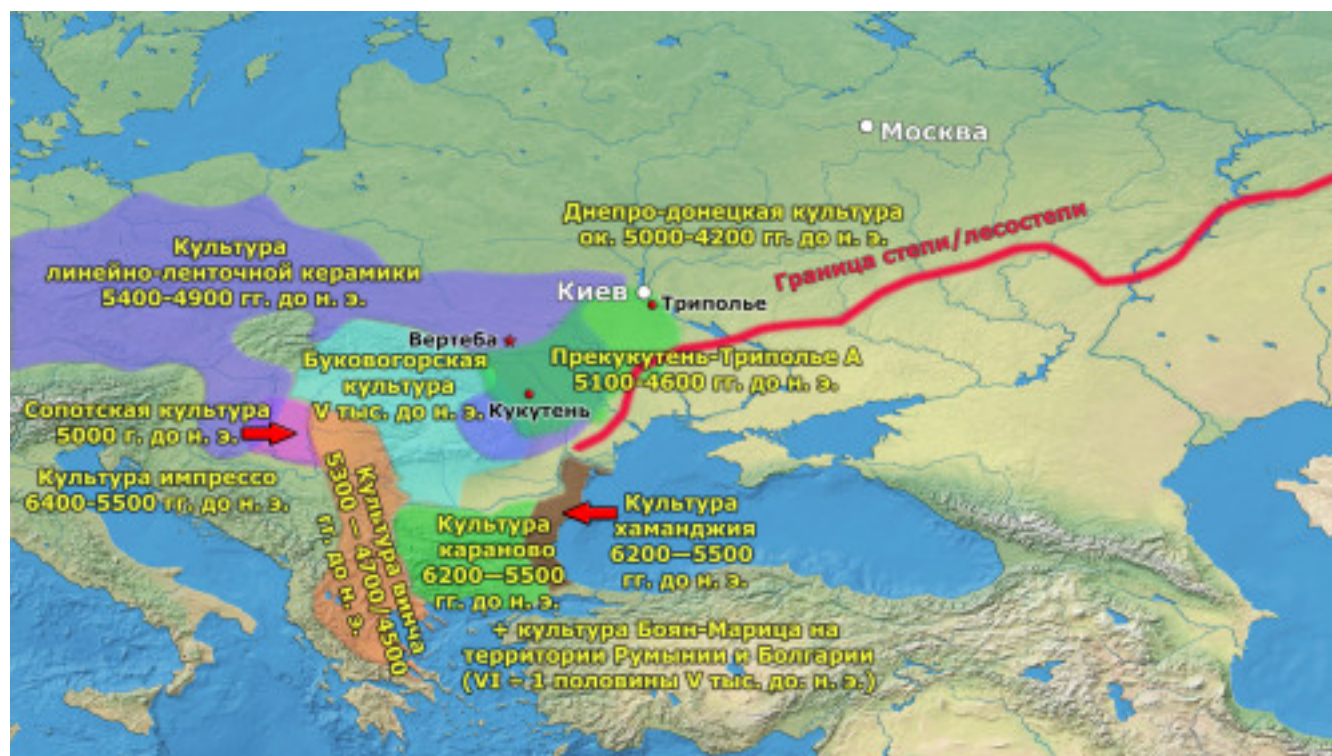 Москва
Днепро-донецкая культура
ок. 5000-4200 гг. до н. э.
Граница степи/лесостепи
Культура
линейно-ленточной керамики
5400-4900 гг. до н. э.
Киев
Триполье
Вертеба
Буковогорская
культура
V тыс. до н. э.
Прекукутень-Триполье А
5100-4600 гг. до н. э.
Кукутень
Сопотская культура
5000 г. до н. э.
Культура импрессо
6400-5500 гг. до н. э.
Культура винча
5300 — 4700/4500
гг. до н. э.
Культура
караново
6200—5500
гг. до н. э.
Культура
хаманджия
6200—5500
гг. до н. э.
+ культура Боян-Марица на
территории Румынии и Болгарии
(VI – 1 половины V тыс. до. н. э.)